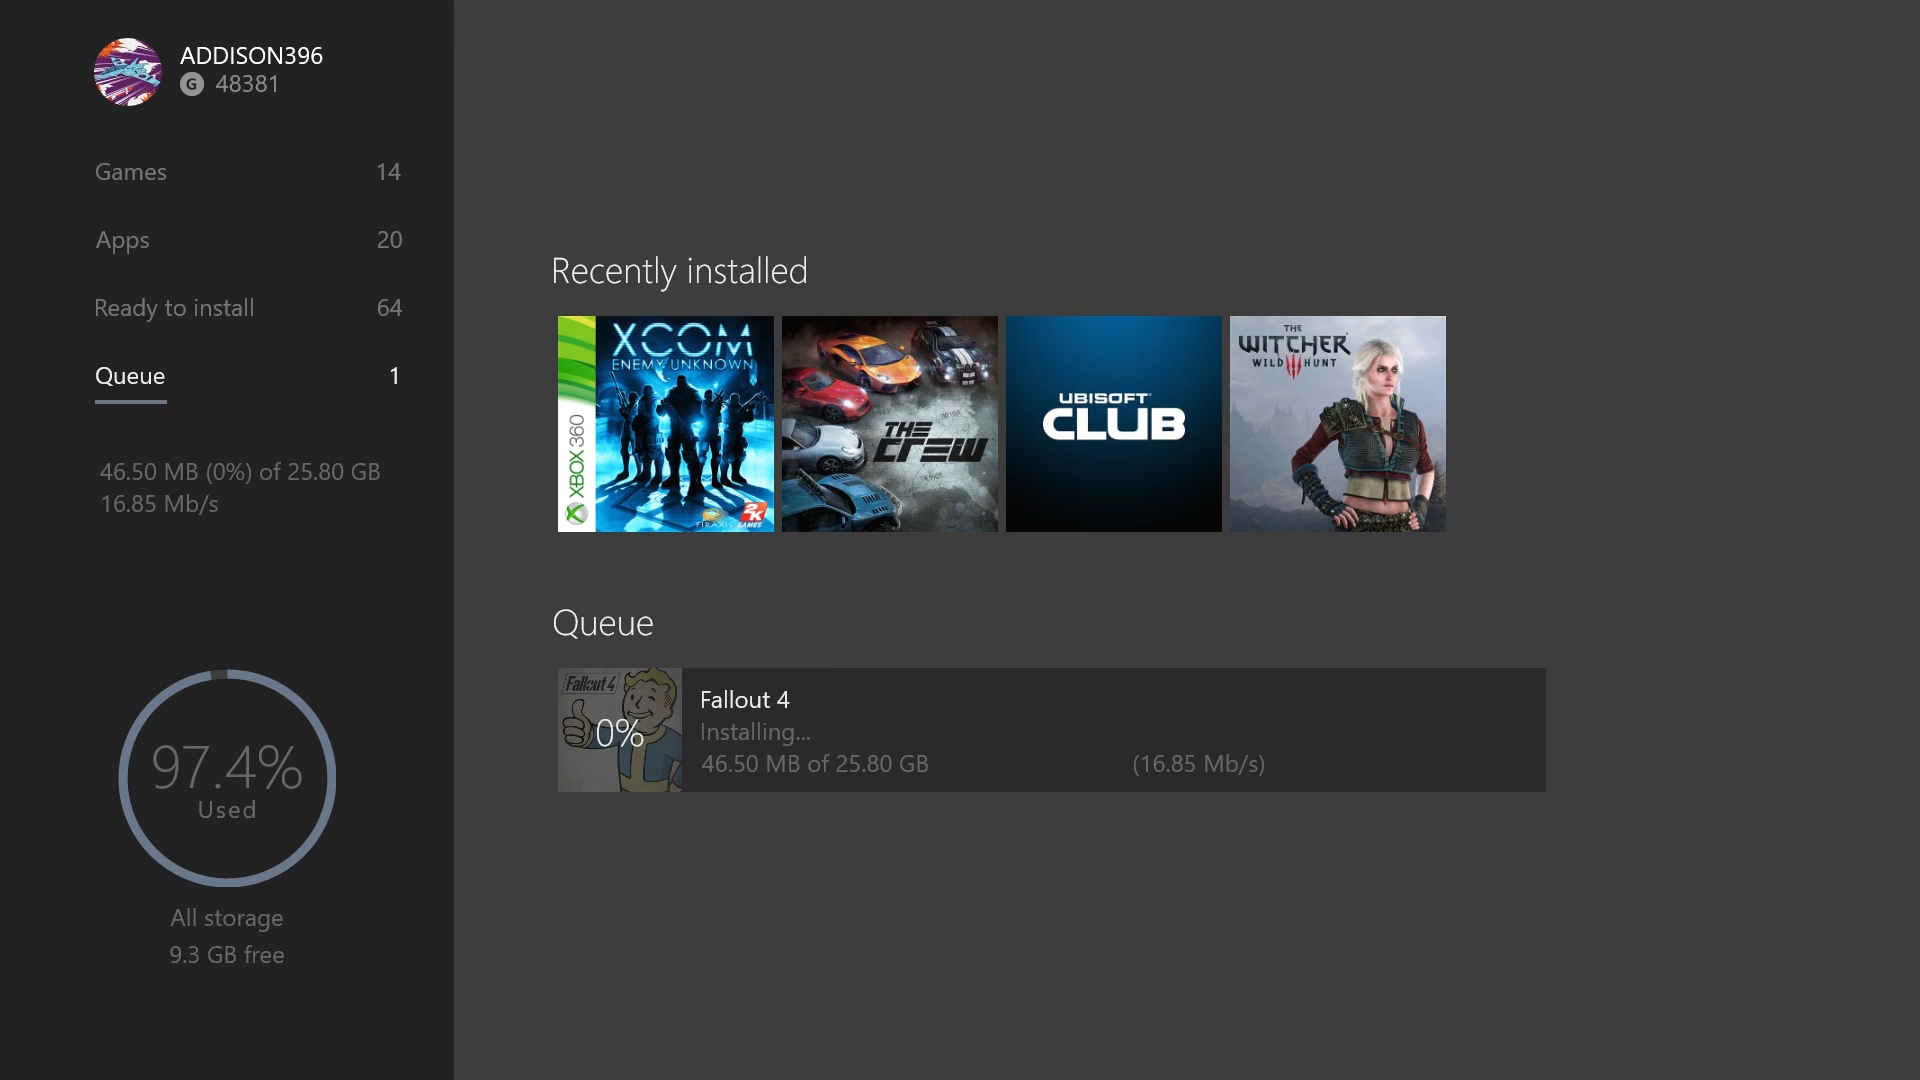 ADDISON396
G 48381
Games 14
Apps 20
Ready to install 64
Queue 1
46.50 MB (0%) of 25.80 GB
16.85 Mb/s
97.4%
Used
All storage
9.3 GB free
Recently installed
XCOM
ENEMY UNKNOWN
XBOX 360
FIRAXIS
2K
GAMES
THE
CREW
UBISOFT
CLUB
THE
WITCHER
WILD HUNT
Queue
Fallout 4
0%
Fallout 4
Installing...
46.50 MB of 25.80 GB (16.85 Mb/s)